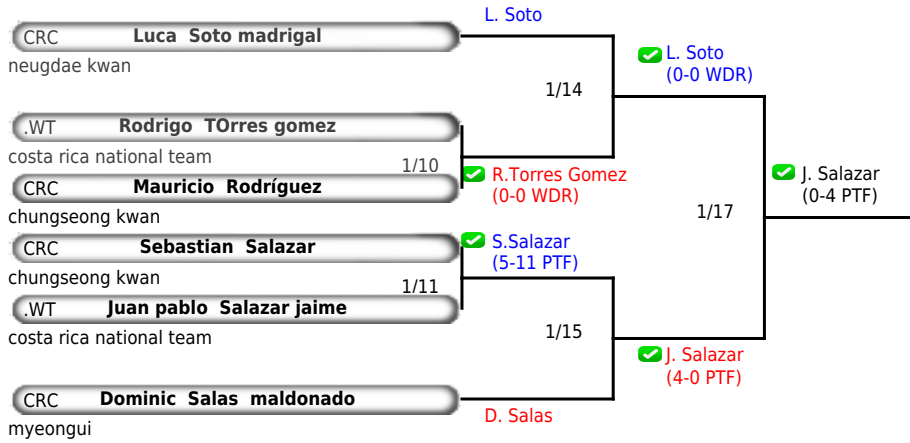 L. Soto
CRC Luca Soto madrigal
neugdae kwan
L. Soto
(0-0 WDR)
1/14
.WT Rodrigo TOrres gomez
costa rica national team
1/10
R.Torres Gomez
(0-0 WDR)
CRC Mauricio Rodríguez
chungseong kwan
J. Salazar
(0-4 PTF)
1/17
CRC Sebastian Salazar
chungseong kwan
S.Salazar
(5-11 PTF)
1/11
.WT Juan pablo Salazar jaime
costa rica national team
1/15
J. Salazar
(4-0 PTF)
CRC Dominic Salas maldonado
myeongui
D. Salas